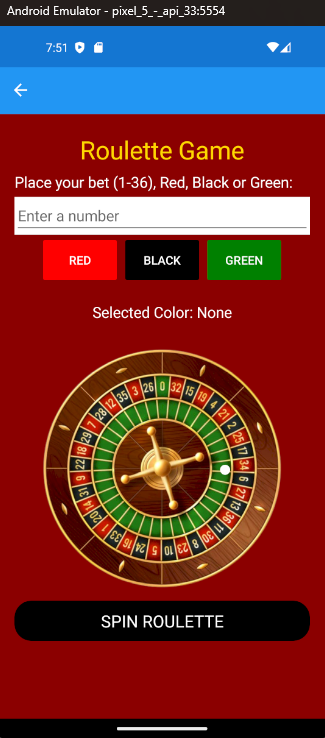 Android Emulator - pixel_5_-_api_33:5554
7:51
Roulette Game
Place your bet (1-36), Red, Black or Green:
Enter a number
RED BLACK GREEN
Selected Color: None
0 32 15 19 4 21 2 25 17 34 6 27 13 36 11 30 8 23 10 5 24 16 33 1 20 14 31 9 22 18 29 7 28 12 35 3 26
SPIN ROULETTE